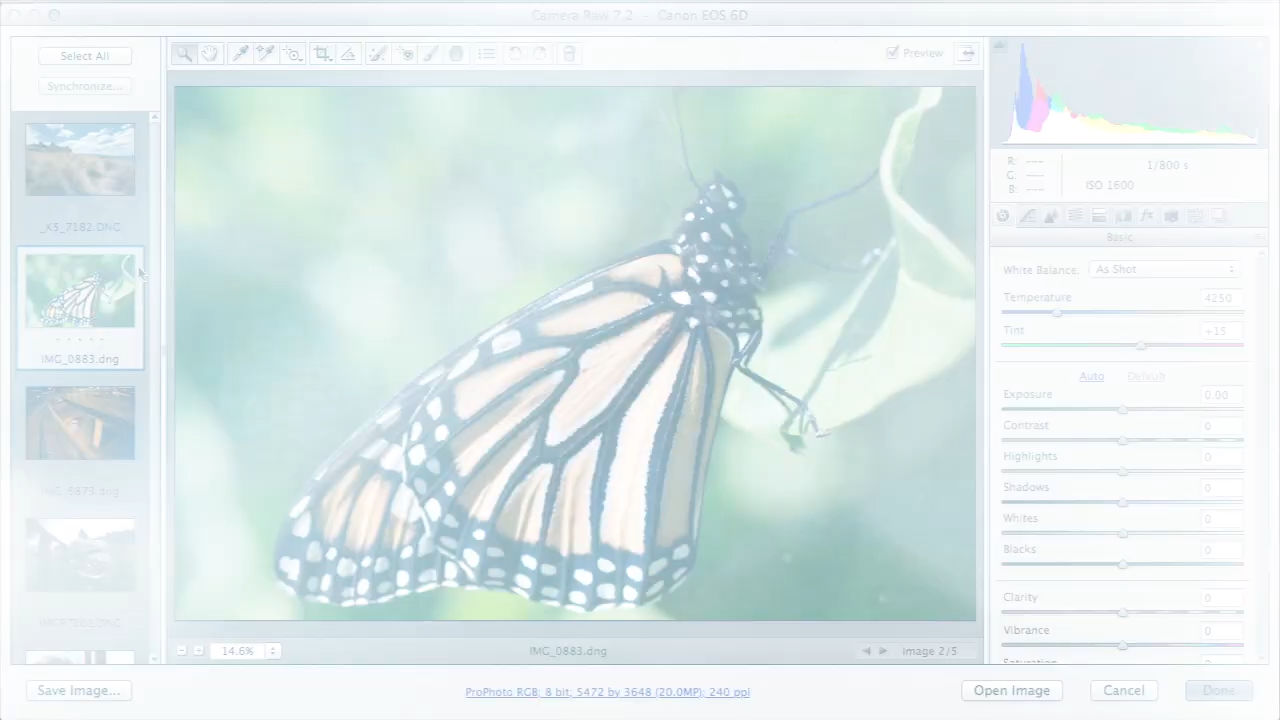 Camera Raw 7.2 - Canon EOS 6D
Select All
Synchronize...
Preview
_K5_7182.DNG
IMG_0883.dng
R: ---
G: ---
B: ---
1/800 s
ISO 1600
Basic
White Balance: As Shot
Temperature 4250
Tint +15
Auto Default
Exposure 0.00
Contrast 0
Highlights 0
Shadows 0
Whites 0
Blacks 0
Clarity 0
Vibrance 0
14.6%
IMG_0883.dng
Image 2/5
Save Image...
ProPhoto RGB; 8 bit; 5472 by 3648 (20.0MP); 240 ppi
Open Image
Cancel
Done